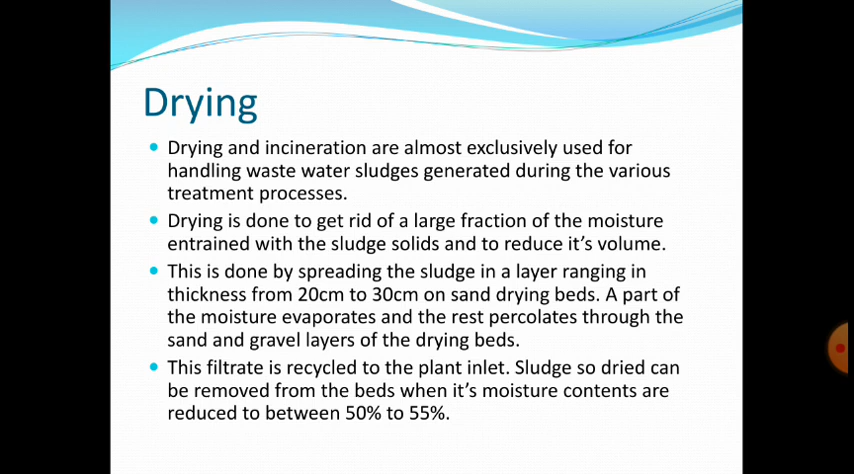 Drying
Drying and incineration are almost exclusively used for
handling waste water sludges generated during the various
treatment processes.
Drying is done to get rid of a large fraction of the moisture
entrained with the sludge solids and to reduce it's volume.
This is done by spreading the sludge in a layer ranging in
thickness from 20cm to 30cm on sand drying beds. A part of
the moisture evaporates and the rest percolates through the
sand and gravel layers of the drying beds.
This filtrate is recycled to the plant inlet. Sludge so dried can
be removed from the beds when it's moisture contents are
reduced to between 50% to 55%.